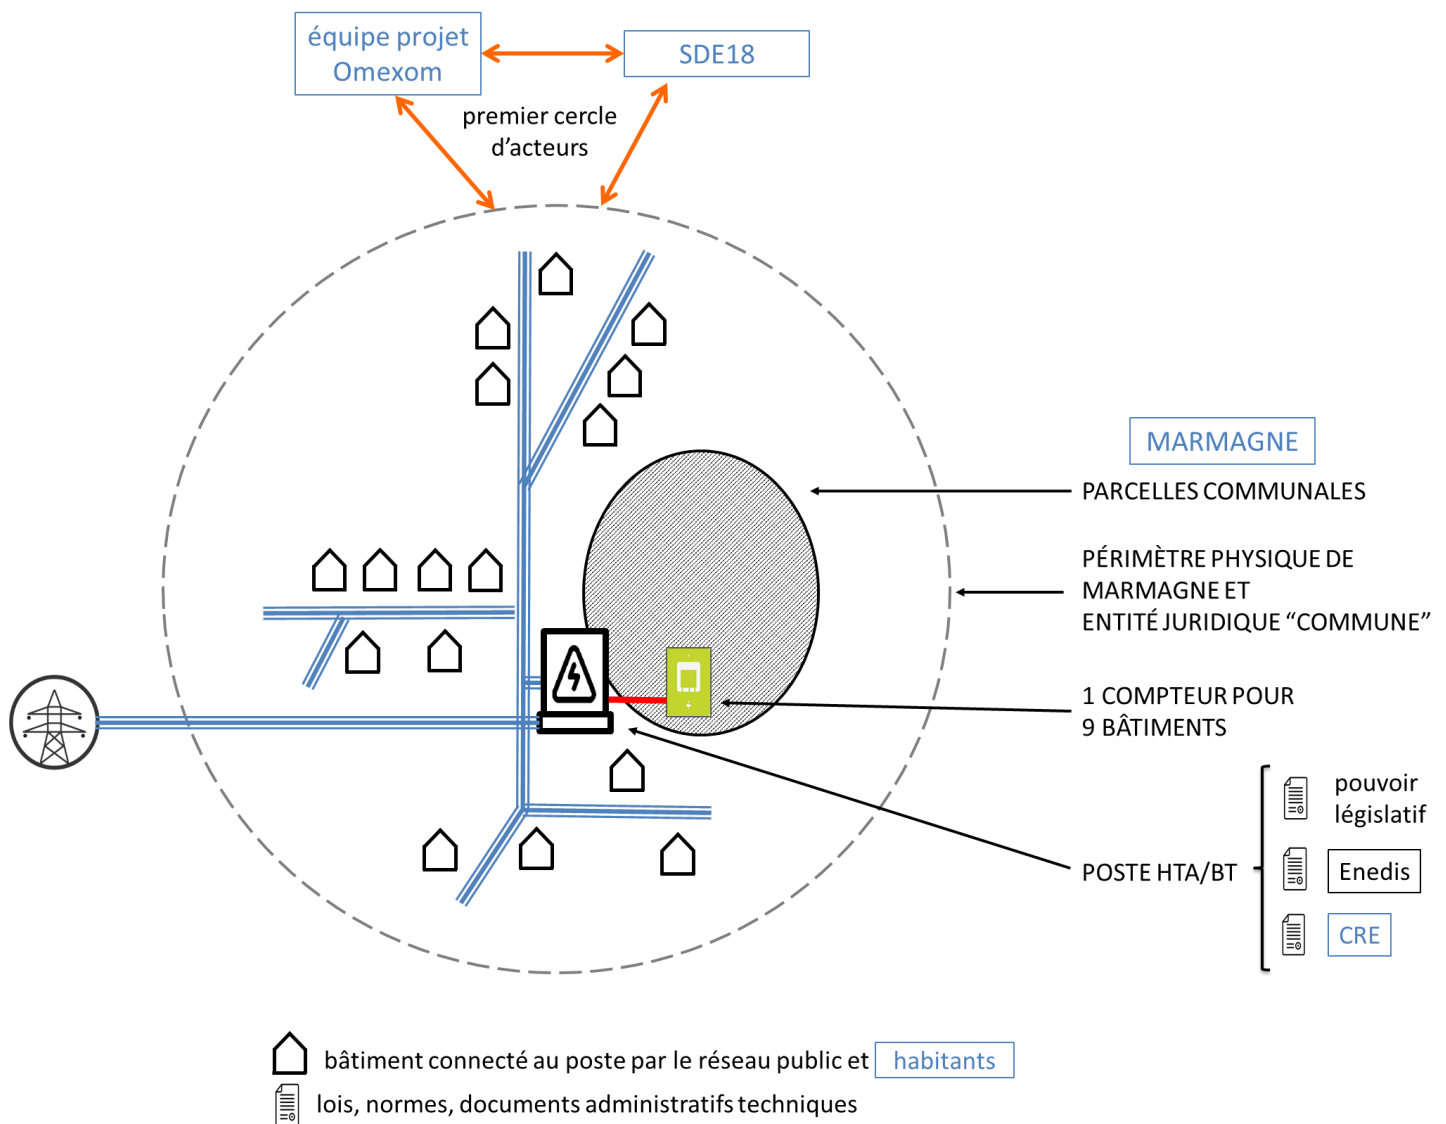 équipe projet
Omexom
SDE18
premier cercle
d’acteurs
MARMAGNE
PARCELLES COMMUNALES
PÉRIMÈTRE PHYSIQUE DE
MARMAGNE ET
ENTITÉ JURIDIQUE “COMMUNE”
1 COMPTEUR POUR
9 BÂTIMENTS
POSTE HTA/BT
pouvoir
législatif
Enedis
CRE
bâtiment connecté au poste par le réseau public et habitants
lois, normes, documents administratifs techniques